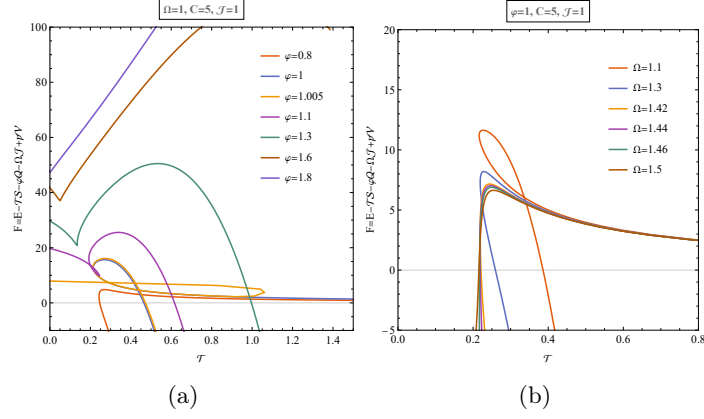 Ω=1, C=5, 𝒥=1
F=E-𝒯S-φQ-Ω𝒥+p𝒱
100
80
60
40
20
0
φ=0.8
φ=1
φ=1.005
φ=1.1
φ=1.3
φ=1.6
φ=1.8
0.0 0.2 0.4 0.6 0.8 1.0 1.2 1.4
𝒯
(a)
φ=1, C=5, 𝒥=1
F=E-𝒯S-φQ-Ω𝒥+p𝒱
20
15
10
5
0
-5
Ω=1.1
Ω=1.3
Ω=1.42
Ω=1.44
Ω=1.46
Ω=1.5
0.0 0.2 0.4 0.6 0.8
𝒯
(b)